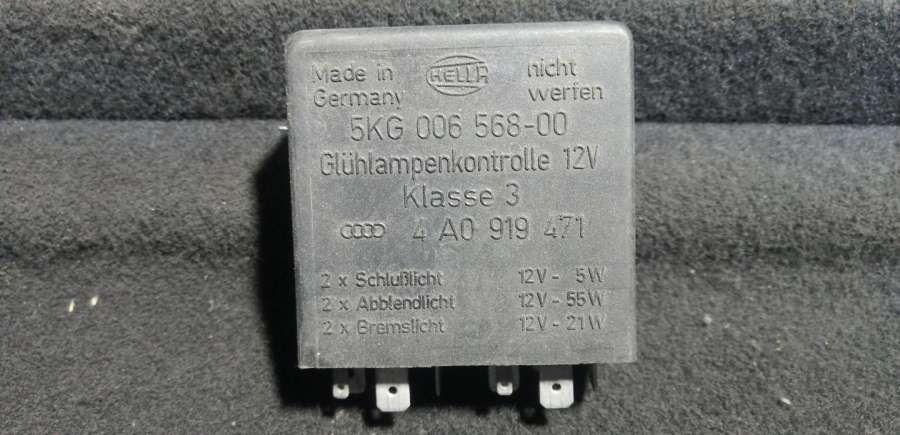 Made in HELLA nicht
Germany werfen
5KG 006 568-00
Glühlampenkontrolle 12V
Klasse 3
4 A0 919 471
2 x Schlußlicht 12V - 5W
2 x Abblendlicht 12V - 55W
2 x Bremslicht 12V - 21W